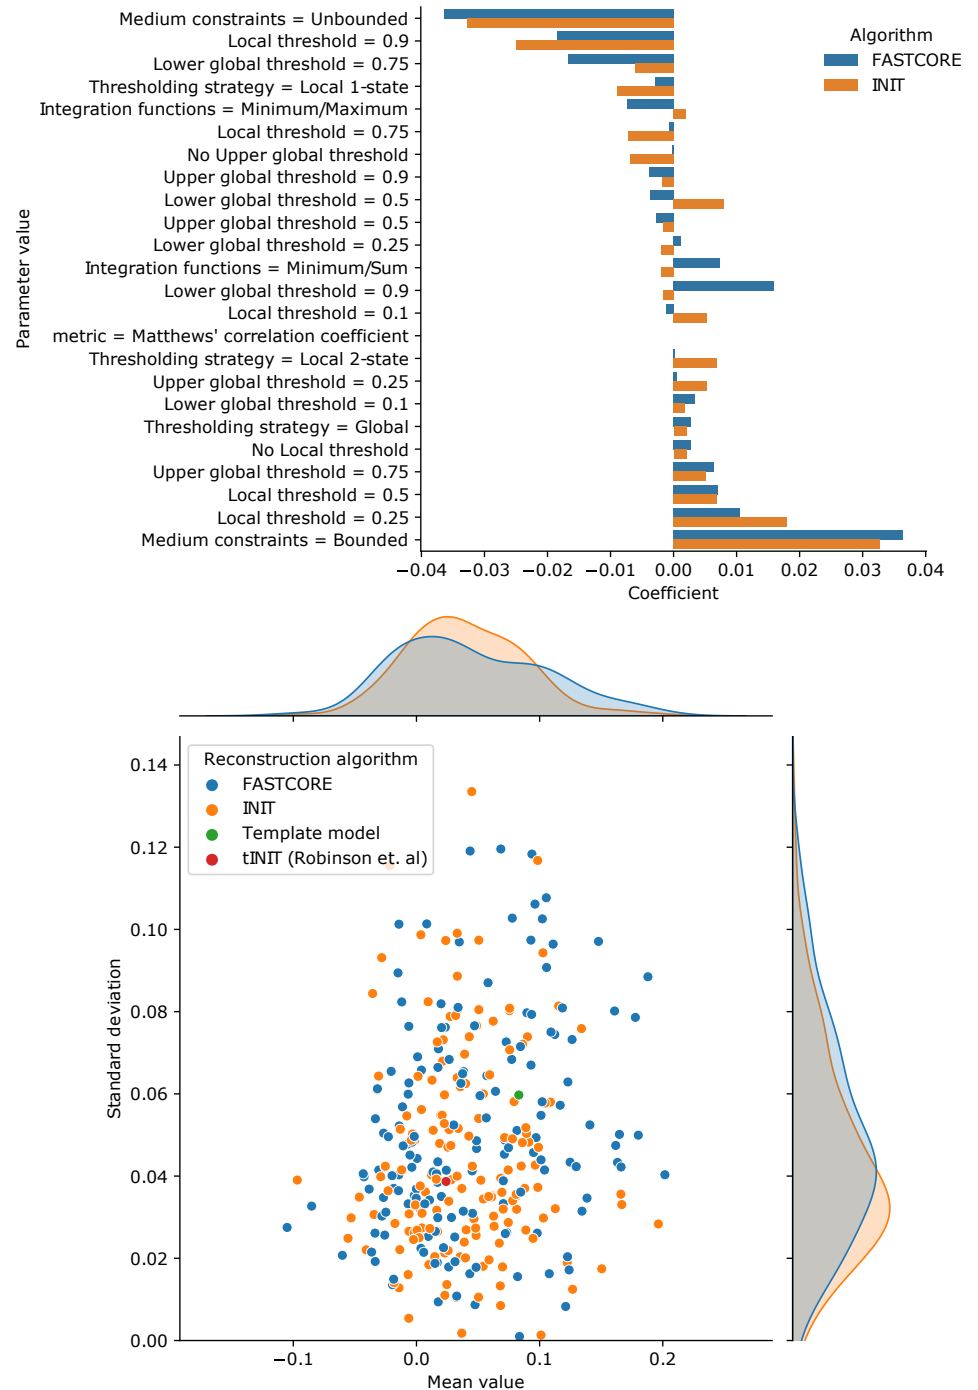 Medium constraints = Unbounded
Local threshold = 0.9
Lower global threshold = 0.75
Thresholding strategy = Local 1-state
Integration functions = Minimum/Maximum
Local threshold = 0.75
No Upper global threshold
Upper global threshold = 0.9
Lower global threshold = 0.5
Upper global threshold = 0.5
Lower global threshold = 0.25
Integration functions = Minimum/Sum
Lower global threshold = 0.9
Local threshold = 0.1
metric = Matthews' correlation coefficient
Thresholding strategy = Local 2-state
Upper global threshold = 0.25
Lower global threshold = 0.1
Thresholding strategy = Global
No Local threshold
Upper global threshold = 0.75
Local threshold = 0.5
Local threshold = 0.25
Medium constraints = Bounded
Parameter value
Algorithm
FASTCORE
INIT
−0.04 −0.03 −0.02 −0.01 0.00 0.01 0.02 0.03 0.04
Coefficient
Reconstruction algorithm
FASTCORE
INIT
Template model
tINIT (Robinson et. al)
0.14
0.12
0.10
0.08
0.06
0.04
0.02
0.00
Standard deviation
−0.1 0.0 0.1 0.2
Mean value